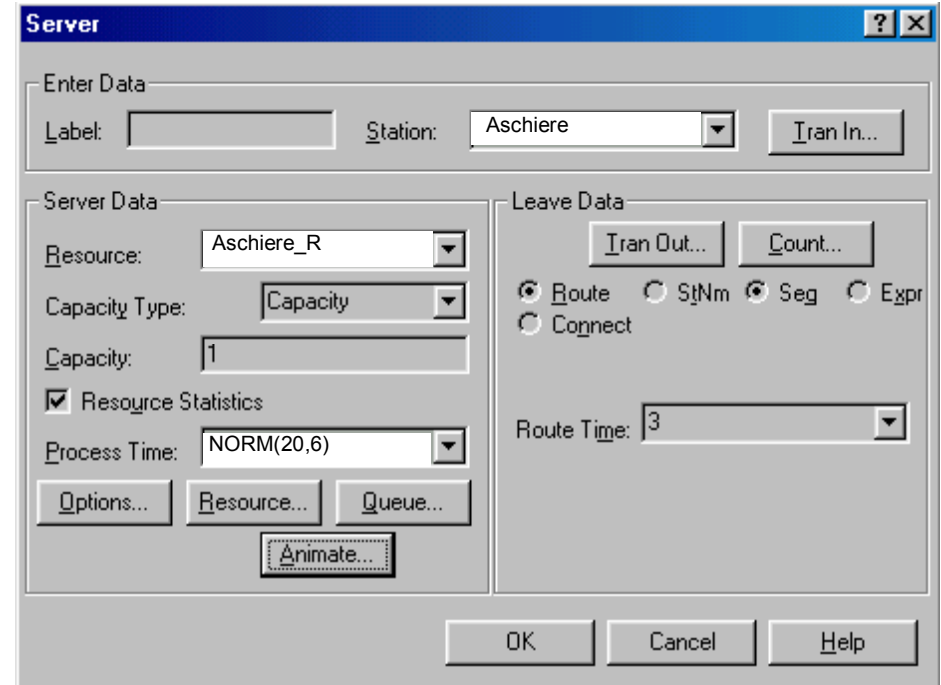 Server
Enter Data
Label: Station: Aschiere Tran In...
Server Data
Resource: Aschiere_R
Capacity Type: Capacity
Capacity: 1
Resource Statistics
Process Time: NORM(20,6)
Options... Resource... Queue...
Animate...
Leave Data
Tran Out... Count...
Route StNm Seg Expr
Connect
Route Time: 3
OK Cancel Help